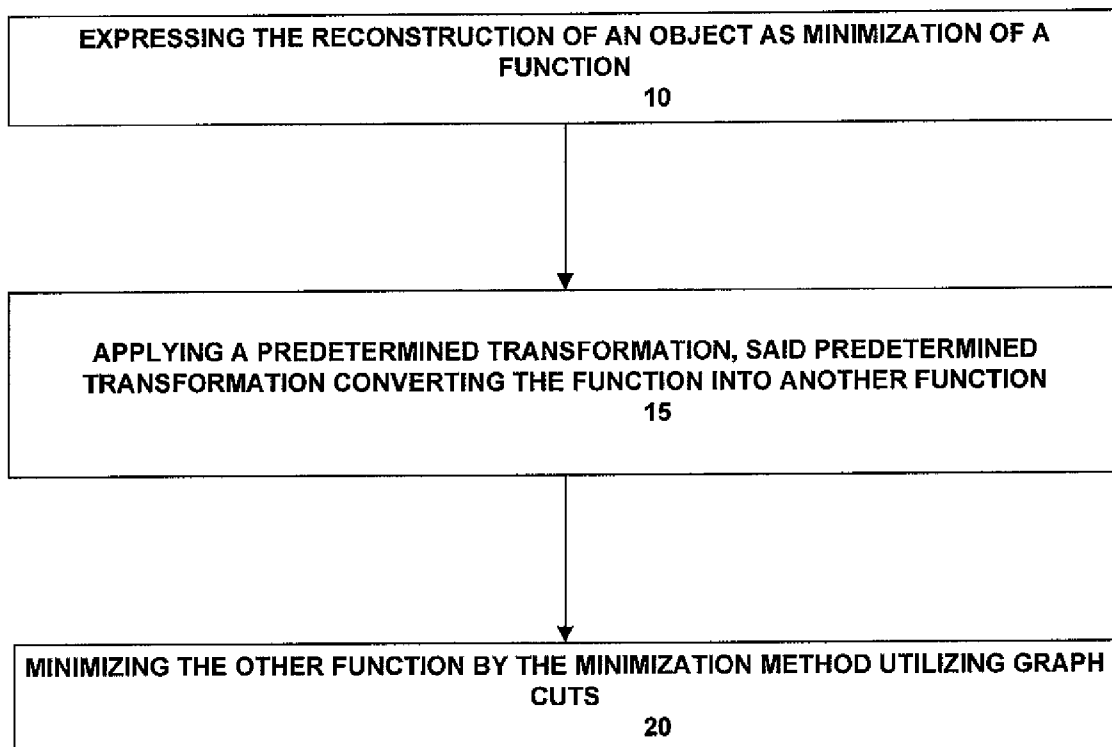 EXPRESSING THE RECONSTRUCTION OF AN OBJECT AS MINIMIZATION OF A
FUNCTION
10
APPLYING A PREDETERMINED TRANSFORMATION, SAID PREDETERMINED
TRANSFORMATION CONVERTING THE FUNCTION INTO ANOTHER FUNCTION
15
MINIMIZING THE OTHER FUNCTION BY THE MINIMIZATION METHOD UTILIZING GRAPH
CUTS
20